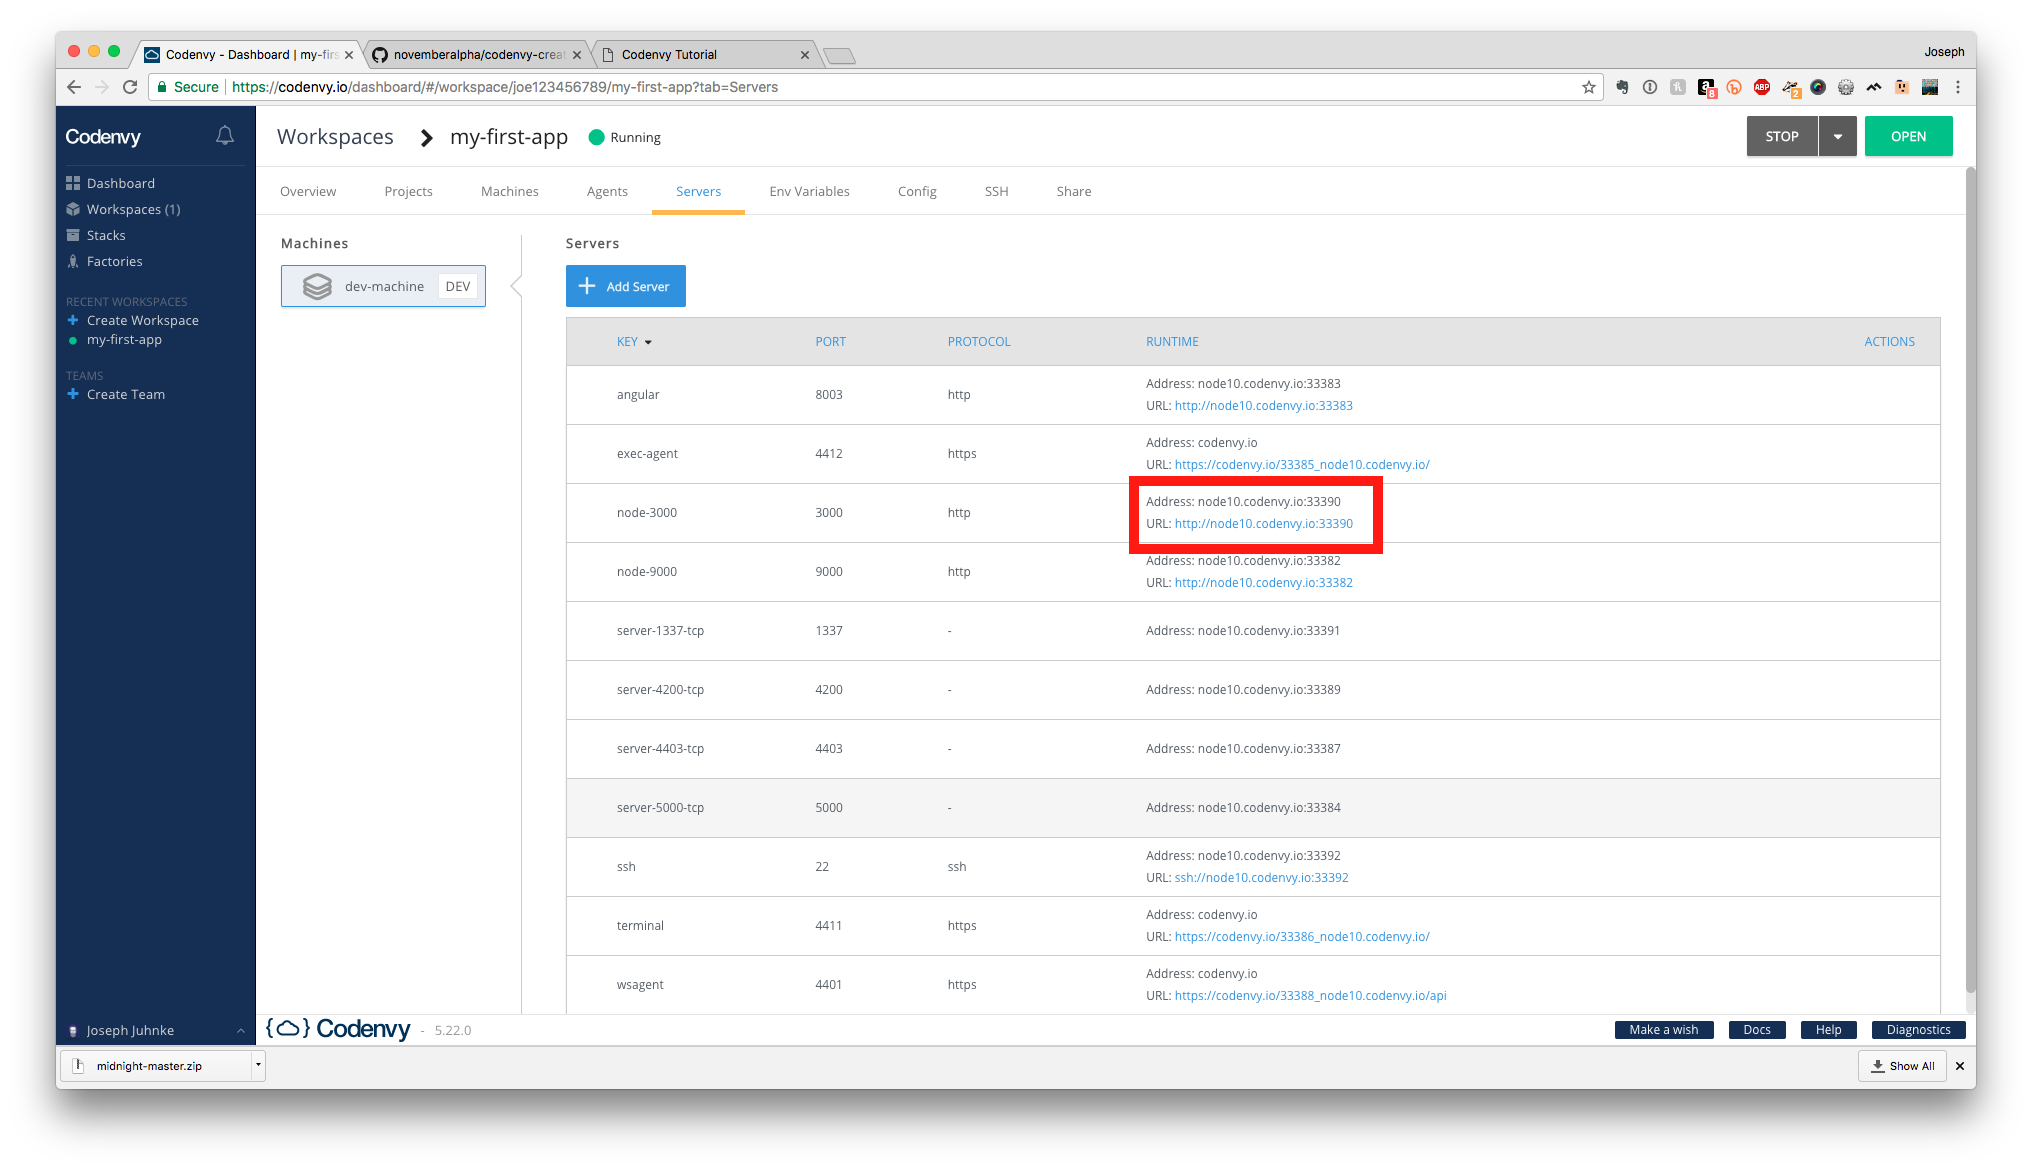 Codenvy - Dashboard | my-firs
novemberalpha/codenvy-creat
Codenvy Tutorial
Joseph
Secure https://codenvy.io/dashboard/#/workspace/joe123456789/my-first-app?tab=Servers
8
ABP
2
Codenvy
Workspaces my-first-app Running
STOP
OPEN
Dashboard
Workspaces (1)
Stacks
Factories
RECENT WORKSPACES
Create Workspace
my-first-app
TEAMS
Create Team
Joseph Juhnke
Overview Projects Machines Agents Servers Env Variables Config SSH Share
Machines
dev-machine DEV
Servers
Add Server
KEY PORT PROTOCOL RUNTIME ACTIONS
angular 8003 http Address: node10.codenvy.io:33383
URL: http://node10.codenvy.io:33383
exec-agent 4412 https Address: codenvy.io
URL: https://codenvy.io/33385_node10.codenvy.io/
node-3000 3000 http Address: node10.codenvy.io:33390
URL: http://node10.codenvy.io:33390
node-9000 9000 http Address: node10.codenvy.io:33382
URL: http://node10.codenvy.io:33382
server-1337-tcp 1337 - Address: node10.codenvy.io:33391
server-4200-tcp 4200 - Address: node10.codenvy.io:33389
server-4403-tcp 4403 - Address: node10.codenvy.io:33387
server-5000-tcp 5000 - Address: node10.codenvy.io:33384
ssh 22 ssh Address: node10.codenvy.io:33392
URL: ssh://node10.codenvy.io:33392
terminal 4411 https Address: codenvy.io
URL: https://codenvy.io/33386_node10.codenvy.io/
wsagent 4401 https Address: codenvy.io
URL: https://codenvy.io/33388_node10.codenvy.io/api
{ } Codenvy - 5.22.0
Make a wish Docs Help Diagnostics
midnight-master.zip
Show All